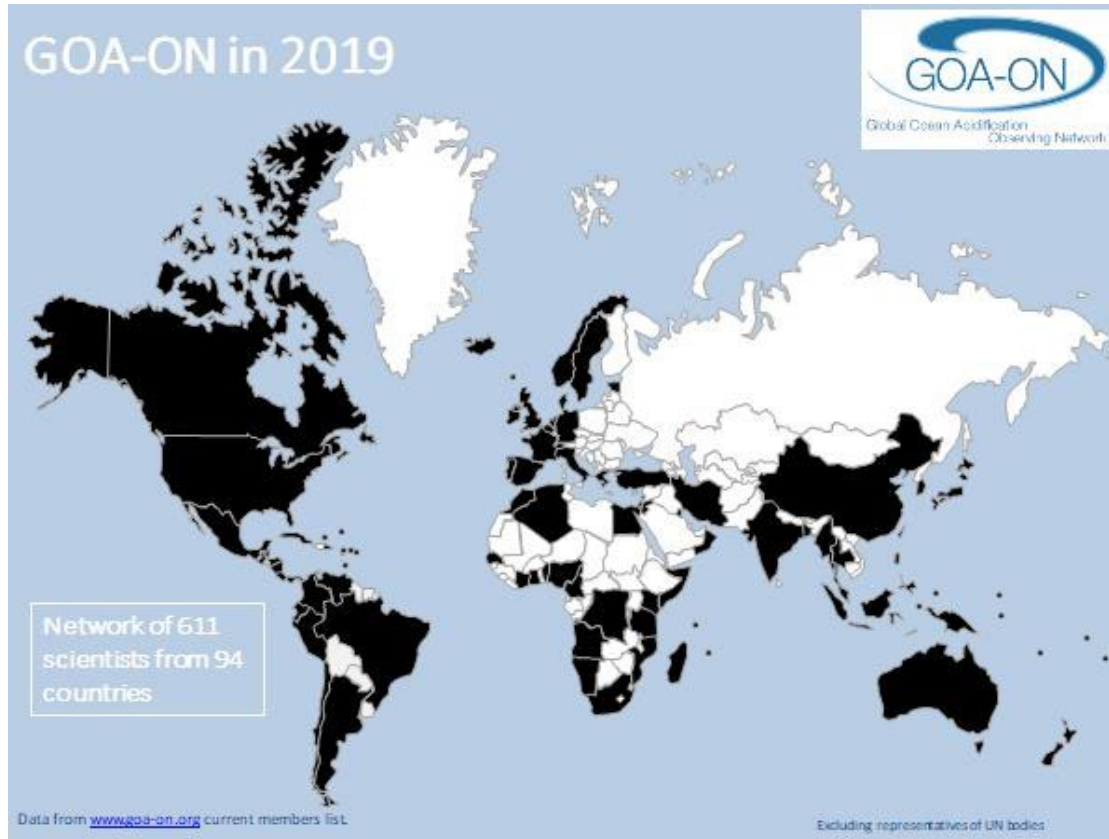 GOA-ON in 2019
GOA-ON
Global Ocean Acidification
Observing Network
Network of 611
scientists from 94
countries
Data from www.goa-on.org current members list.
Excluding representatives of UN bodies